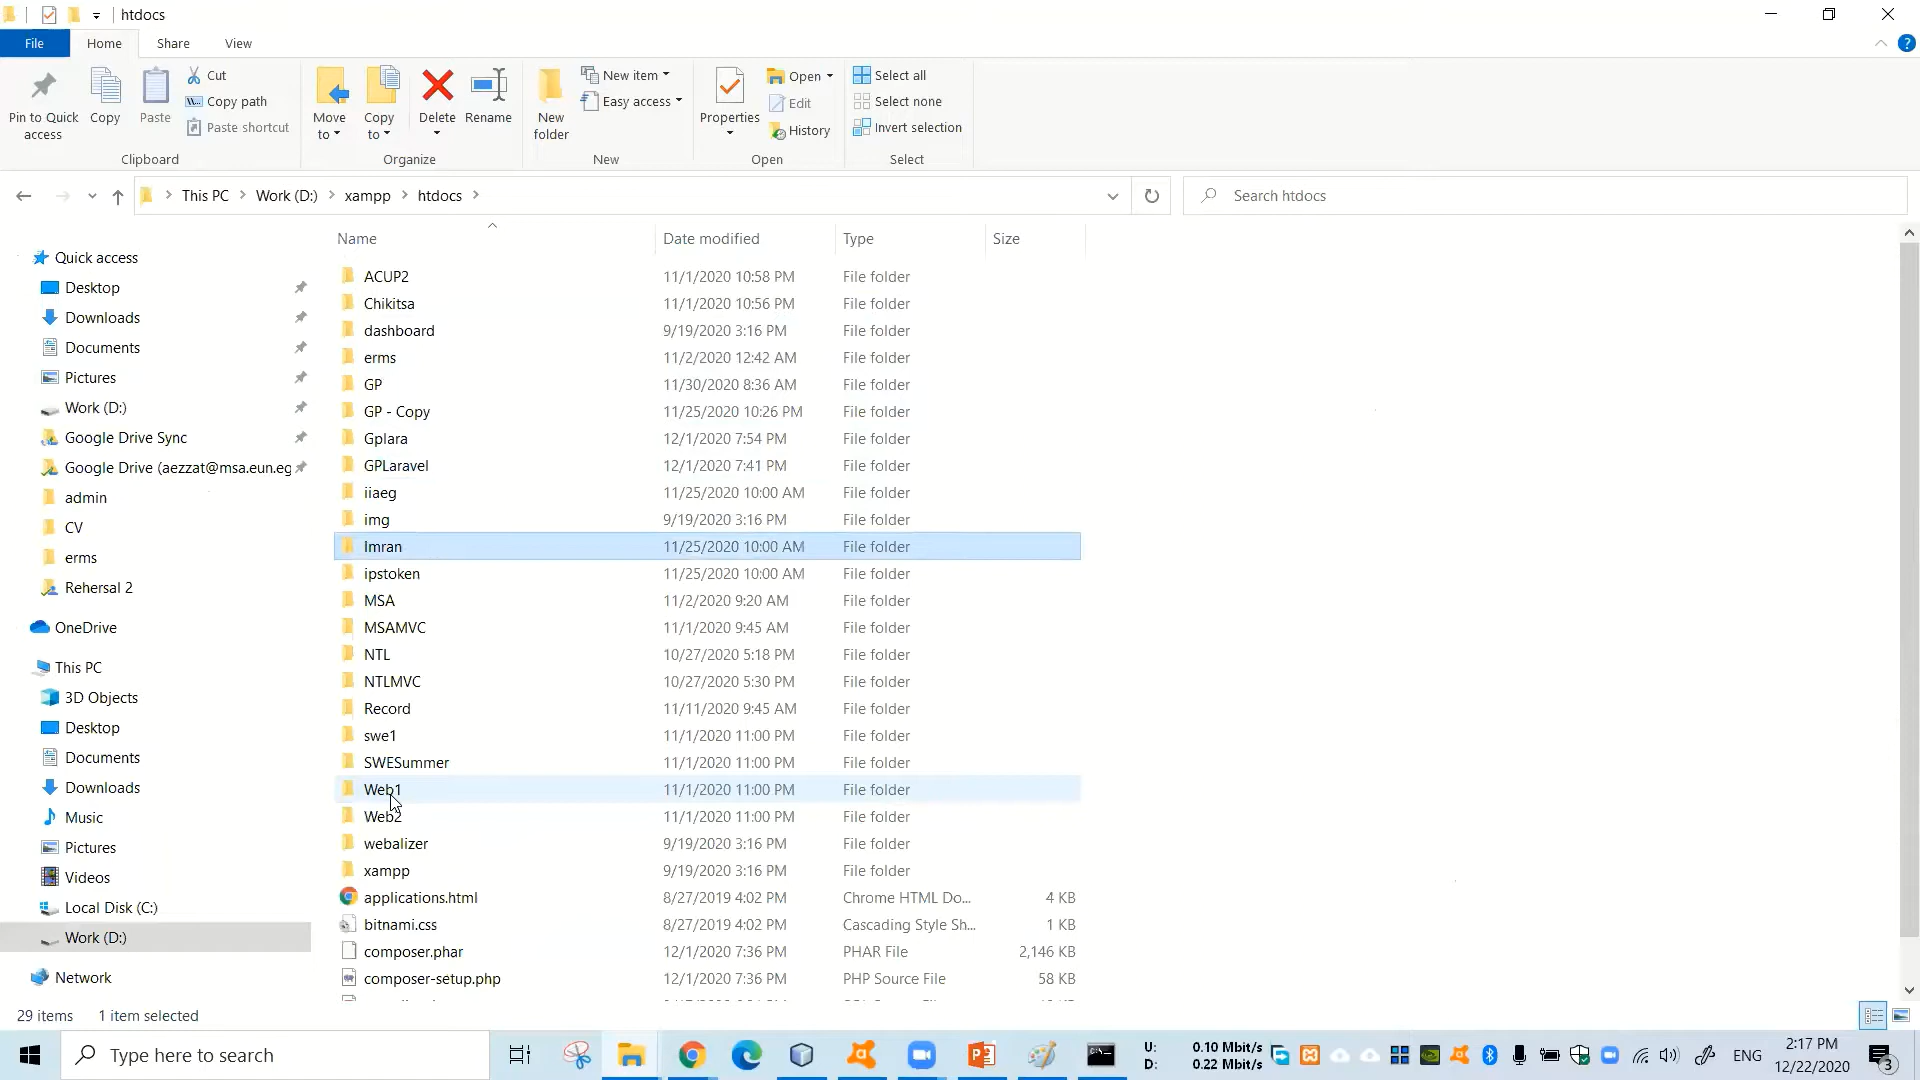 htdocs
File Home Share View
Pin to Quick access
Copy
Paste
Cut
Copy path
Paste shortcut
Clipboard
Move to
Copy to
Delete
Rename
Organize
New folder
New item
Easy access
New
Properties
Open
Edit
History
Open
Select all
Select none
Invert selection
Select
This PC Work (D:) xampp htdocs
Search htdocs
Quick access
Desktop
Downloads
Documents
Pictures
Work (D:)
Google Drive Sync
Google Drive (aezzat@msa.eun.eg
admin
CV
erms
Rehersal 2
OneDrive
This PC
3D Objects
Desktop
Documents
Downloads
Music
Pictures
Videos
Local Disk (C:)
Work (D:)
Network
Name Date modified Type Size
ACUP2 11/1/2020 10:58 PM File folder
Chikitsa 11/1/2020 10:56 PM File folder
dashboard 9/19/2020 3:16 PM File folder
erms 11/2/2020 12:42 AM File folder
GP 11/30/2020 8:36 AM File folder
GP - Copy 11/25/2020 10:26 PM File folder
Gplara 12/1/2020 7:54 PM File folder
GPLaravel 12/1/2020 7:41 PM File folder
iiaeg 11/25/2020 10:00 AM File folder
img 9/19/2020 3:16 PM File folder
Imran 11/25/2020 10:00 AM File folder
ipstoken 11/25/2020 10:00 AM File folder
MSA 11/2/2020 9:20 AM File folder
MSAMVC 11/1/2020 9:45 AM File folder
NTL 10/27/2020 5:18 PM File folder
NTLMVC 10/27/2020 5:30 PM File folder
Record 11/11/2020 9:45 AM File folder
swe1 11/1/2020 11:00 PM File folder
SWESummer 11/1/2020 11:00 PM File folder
Web1 11/1/2020 11:00 PM File folder
Web2 11/1/2020 11:00 PM File folder
webalizer 9/19/2020 3:16 PM File folder
xampp 9/19/2020 3:16 PM File folder
applications.html 8/27/2019 4:02 PM Chrome HTML Do... 4 KB
bitnami.css 8/27/2019 4:02 PM Cascading Style Sh... 1 KB
composer.phar 12/1/2020 7:36 PM PHAR File 2,146 KB
composer-setup.php 12/1/2020 7:36 PM PHP Source File 58 KB
29 items 1 item selected
Type here to search
U: 0.10 Mbit/s
D: 0.22 Mbit/s
ENG
2:17 PM
12/22/2020
3